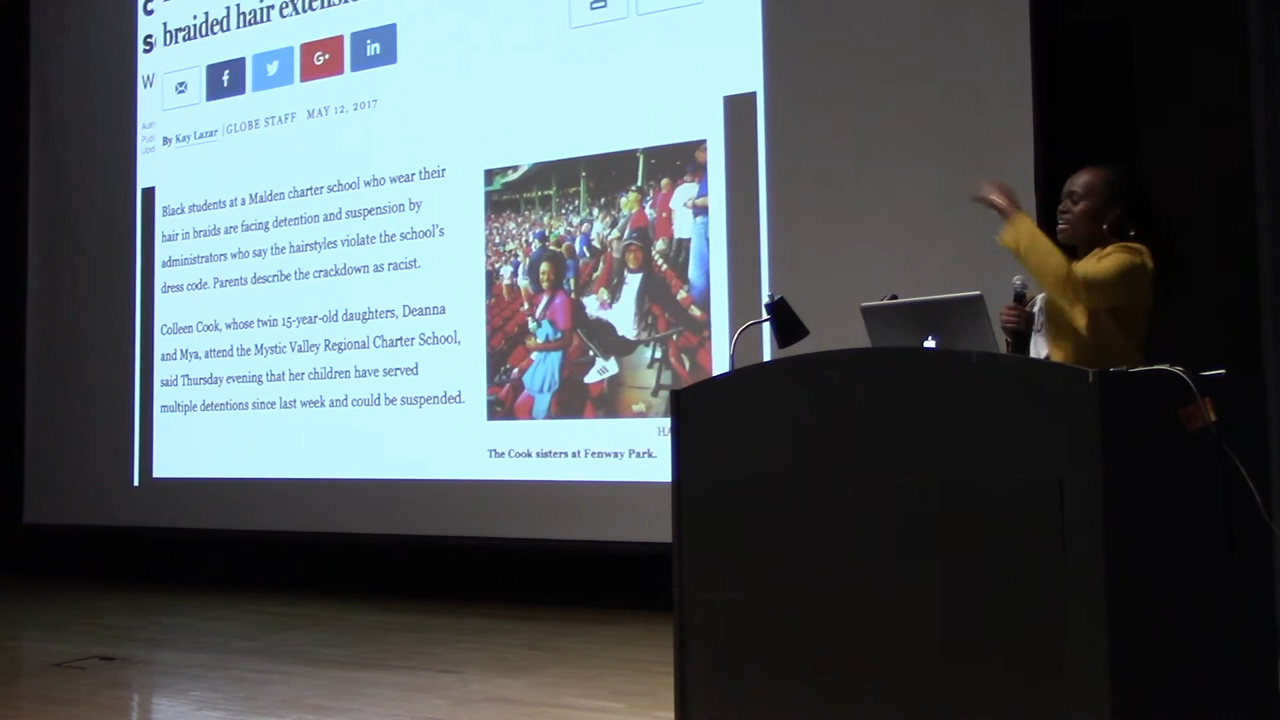 braided hair
By Kay Lazar | GLOBE STAFF MAY 12, 2017
Black students at a Malden charter school who wear their
hair in braids are facing detention and suspension by
administrators who say the hairstyles violate the school's
dress code. Parents describe the crackdown as racist.
Colleen Cook, whose twin 15-year-old daughters, Deanna
and Mya, attend the Mystic Valley Regional Charter School,
said Thursday evening that her children have served
multiple detentions since last week and could be suspended.
The Cook sisters at Fenway Park.